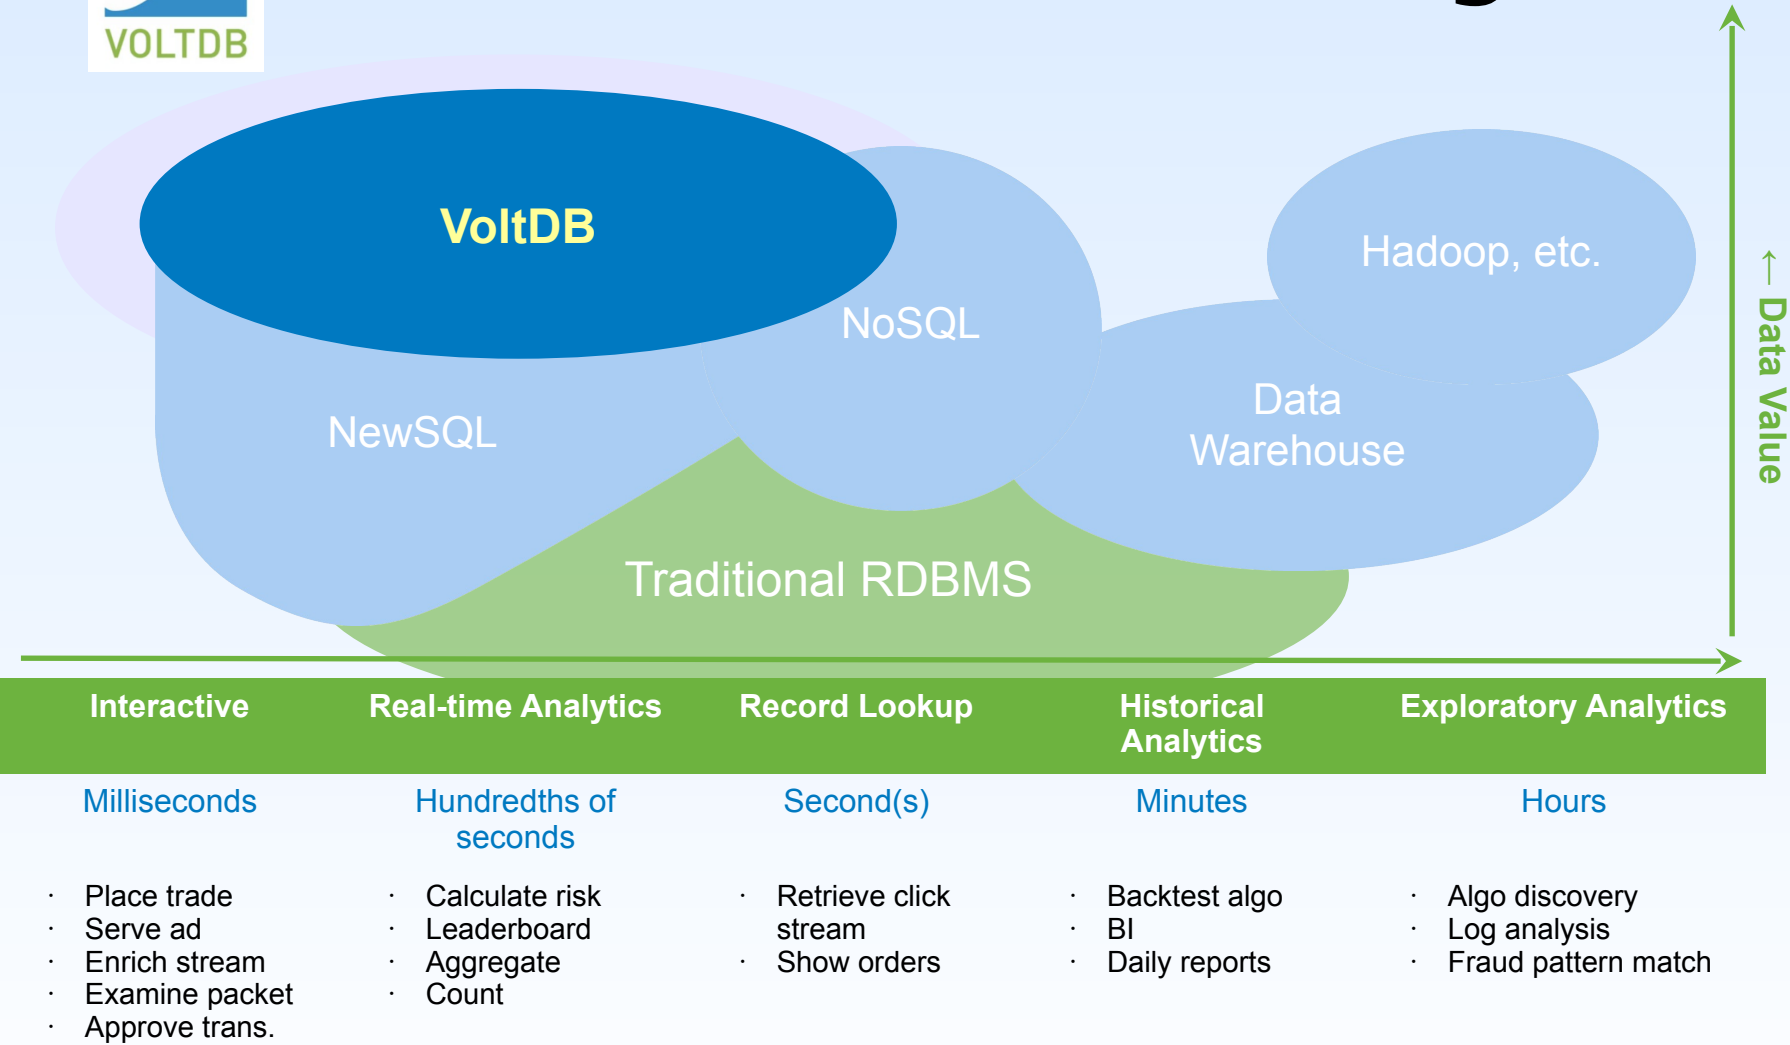 VOLTDB
VoltDB
Hadoop, etc.
NoSQL
← Data Value
Data
Warehouse
NewSQL
Traditional RDBMS
Interactive
Real-time Analytics
Record Lookup
Historical
Analytics
Exploratory Analytics
Milliseconds
Hundredths of
seconds
Second(s)
Minutes
Hours
· Place trade
· Serve ad
· Enrich stream
· Examine packet
· Approve trans.
· Calculate risk
· Leaderboard
· Aggregate
· Count
· Retrieve click
stream
· Show orders
· Backtest algo
· BI
· Daily reports
· Algo discovery
· Log analysis
· Fraud pattern match